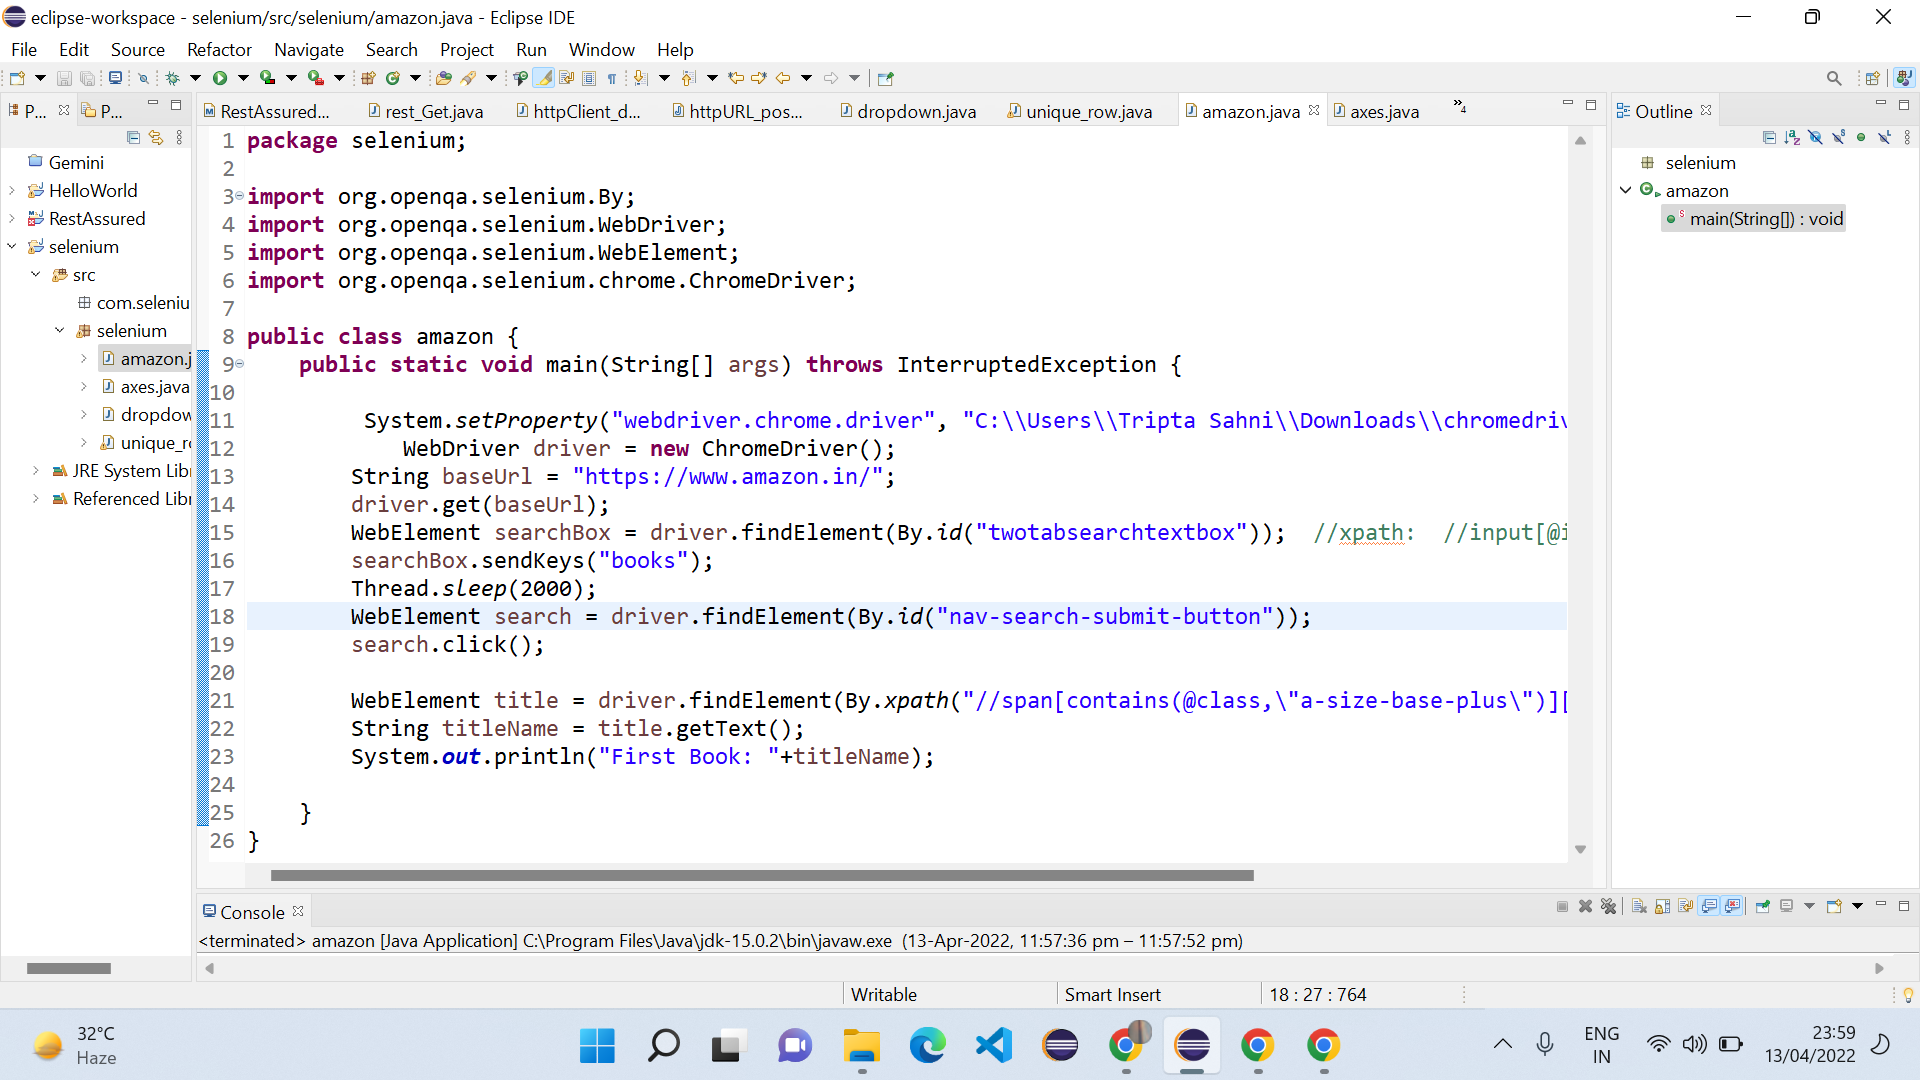 eclipse-workspace - selenium/src/selenium/amazon.java - Eclipse IDE
File Edit Source Refactor Navigate Search Project Run Window Help
P... P...
RestAssured... rest_Get.java httpClient_d... httpURL_pos... dropdown.java unique_row.java amazon.java axes.java »4
Outline
Gemini
HelloWorld
RestAssured
selenium
src
com.seleniu
selenium
amazon.j
axes.java
dropdow
unique_r
JRE System Libr
Referenced Libr
1 package selenium;
2
3 import org.openqa.selenium.By;
4 import org.openqa.selenium.WebDriver;
5 import org.openqa.selenium.WebElement;
6 import org.openqa.selenium.chrome.ChromeDriver;
7
8 public class amazon {
9 public static void main(String[] args) throws InterruptedException {
10
11 System.setProperty("webdriver.chrome.driver", "C:\\Users\\Tripta Sahni\\Downloads\\chromedriv
12 WebDriver driver = new ChromeDriver();
13 String baseUrl = "https://www.amazon.in/";
14 driver.get(baseUrl);
15 WebElement searchBox = driver.findElement(By.id("twotabsearchtextbox")); //xpath: //input[@i
16 searchBox.sendKeys("books");
17 Thread.sleep(2000);
18 WebElement search = driver.findElement(By.id("nav-search-submit-button"));
19 search.click();
20
21 WebElement title = driver.findElement(By.xpath("//span[contains(@class,\"a-size-base-plus\")][
22 String titleName = title.getText();
23 System.out.println("First Book: "+titleName);
24
25 }
26 }
selenium
amazon
main(String[]) : void
Console
<terminated> amazon [Java Application] C:\Program Files\Java\jdk-15.0.2\bin\javaw.exe (13-Apr-2022, 11:57:36 pm – 11:57:52 pm)
Writable Smart Insert 18 : 27 : 764
32°C
Haze
ENG
IN
23:59
13/04/2022